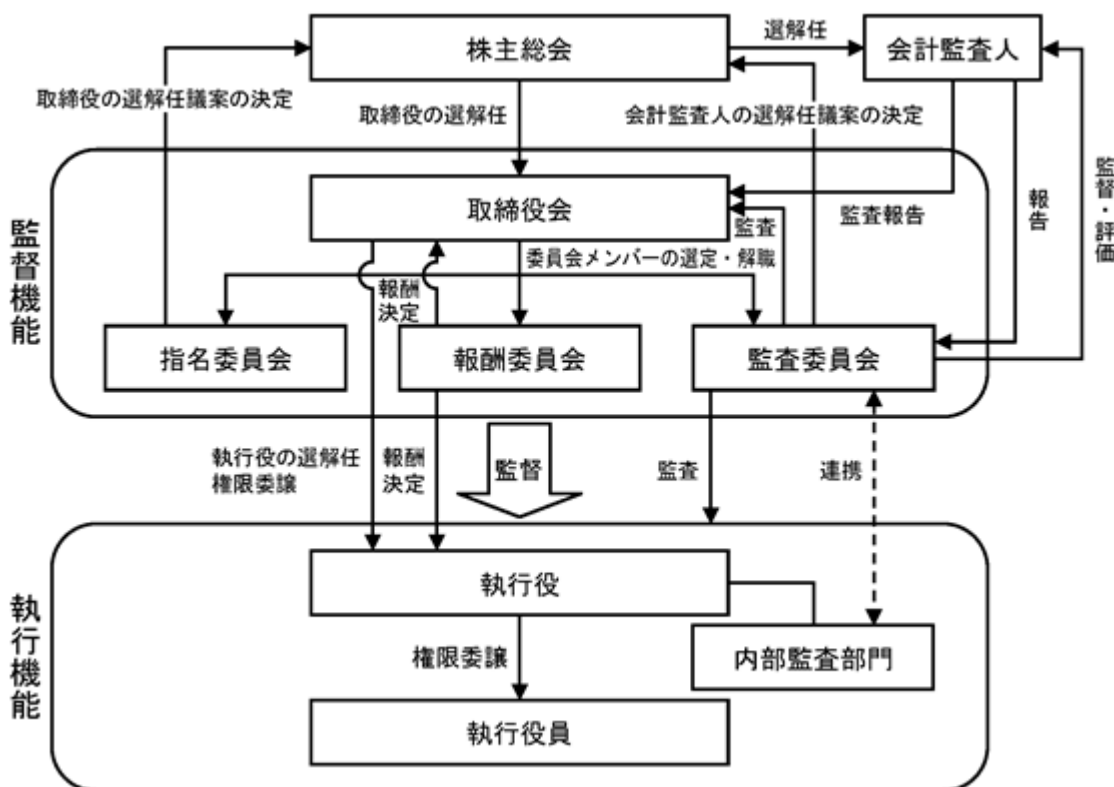 株主総会
選解任
会計監査人
取締役の選解任議案の決定
取締役の選解任
会計監査人の選解任議案の決定
監督・評価
報告
監督機能
取締役会
監査
監査報告
委員会メンバーの選定・解職
報酬
決定
指名委員会
報酬委員会
監査委員会
執行役の選解任
権限委譲
報酬
決定
監督
監査
連携
執行機能
執行役
内部監査部門
権限委譲
執行役員